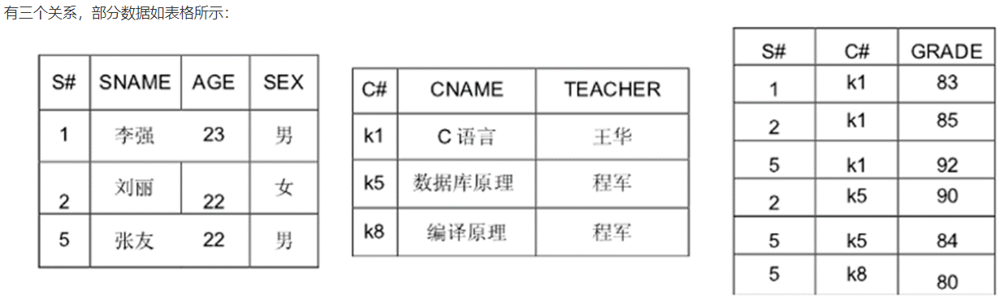 有三个关系，部分数据如表格所示：
S# SNAME AGE SEX
1 李强 23 男
2 刘丽 22 女
5 张友 22 男
C# CNAME TEACHER
k1 C 语言 王华
k5 数据库原理 程军
k8 编译原理 程军
S# C# GRADE
1 k1 83
2 k1 85
5 k1 92
2 k5 90
5 k5 84
5 k8 80